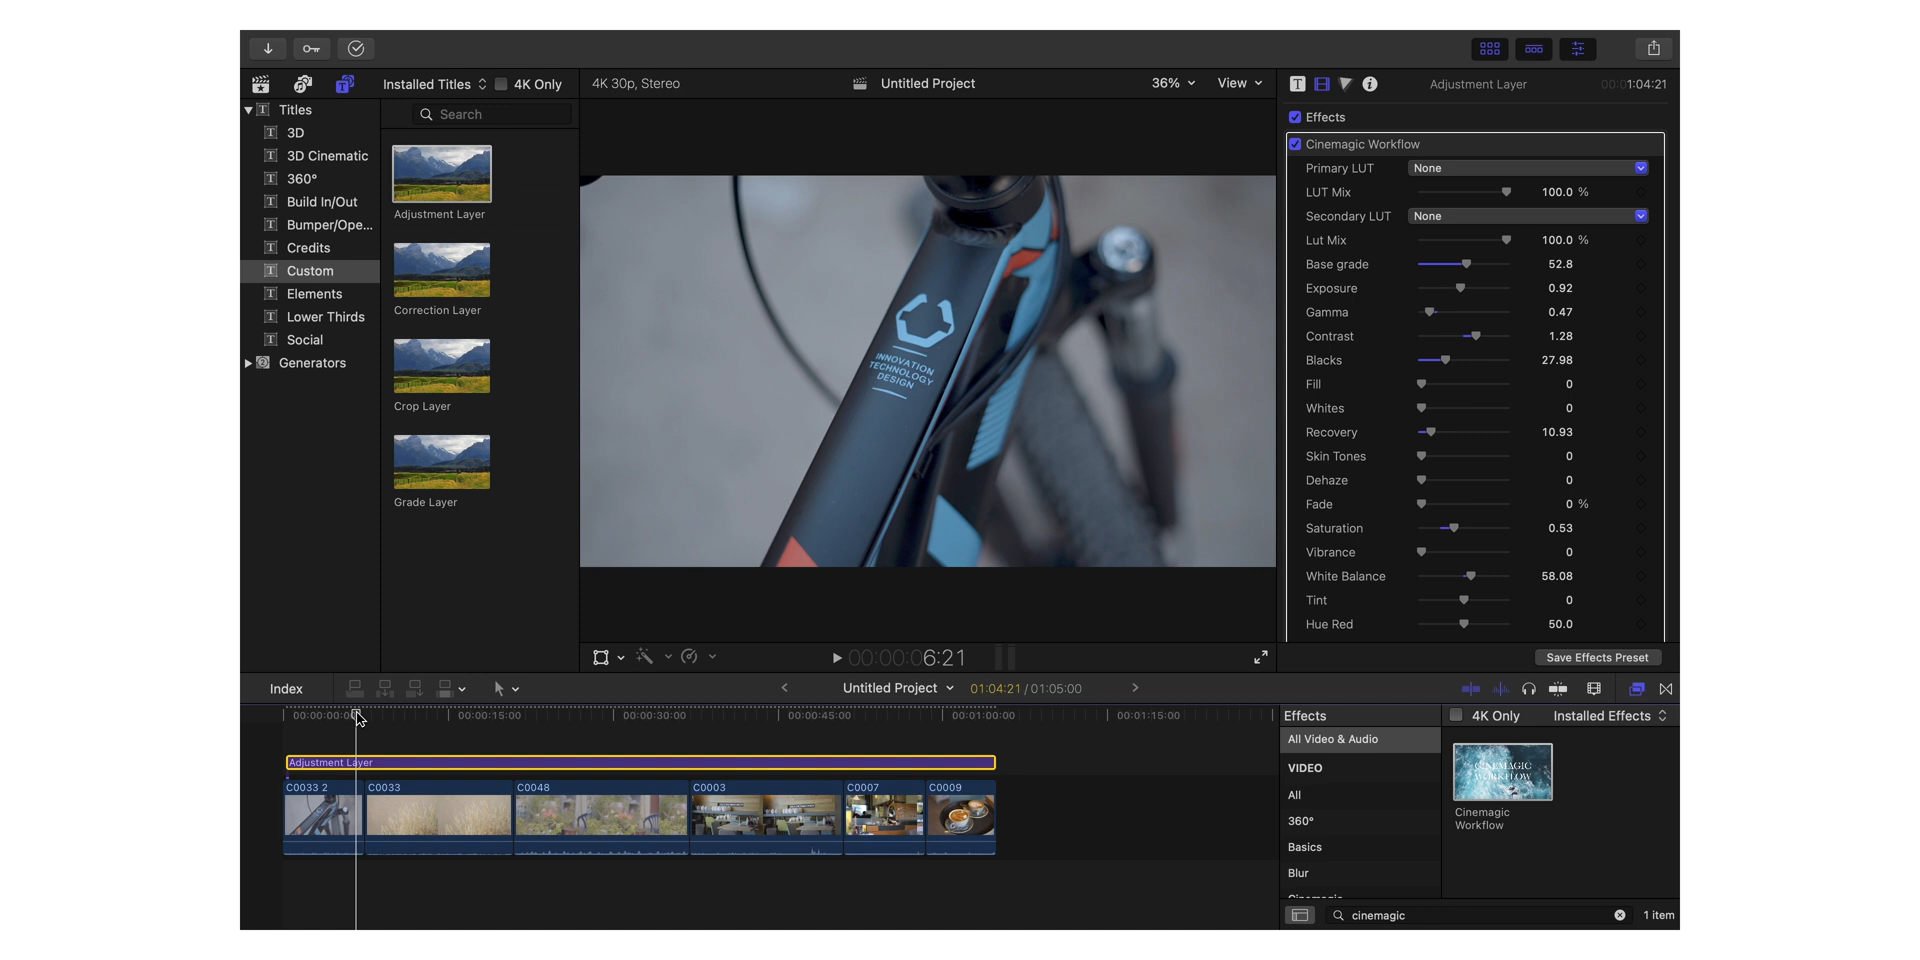 Installed Titles
4K Only
4K 30p, Stereo
Untitled Project
36%
View
Adjustment Layer
00:00:01:04:21
Titles
3D
3D Cinematic
360°
Build In/Out
Bumper/Ope...
Credits
Custom
Elements
Lower Thirds
Social
Generators
Search
Adjustment Layer
Correction Layer
Crop Layer
Grade Layer
INNOVATION
TECHNOLOGY
DESIGN
Effects
Cinemagic Workflow
Primary LUT None
LUT Mix 100.0 %
Secondary LUT None
Lut Mix 100.0 %
Base grade 52.8
Exposure 0.92
Gamma 0.47
Contrast 1.28
Blacks 27.98
Fill 0
Whites 0
Recovery 10.93
Skin Tones 0
Dehaze 0
Fade 0 %
Saturation 0.53
Vibrance 0
White Balance 58.08
Tint 0
Hue Red 50.0
00:00:06:21
Save Effects Preset
Index
Untitled Project
01:04:21 / 01:05:00
00:00:15:00
00:00:30:00
00:00:45:00
00:01:00:00
00:01:15:00
Adjustment Layer
C0033 2
C0033
C0048
C0003
C0007
C0009
Effects
4K Only
Installed Effects
All Video & Audio
VIDEO
All
360°
Basics
Blur
CINEMAGIC
WORKFLOW
Cinemagic
Workflow
cinemagic
1 item